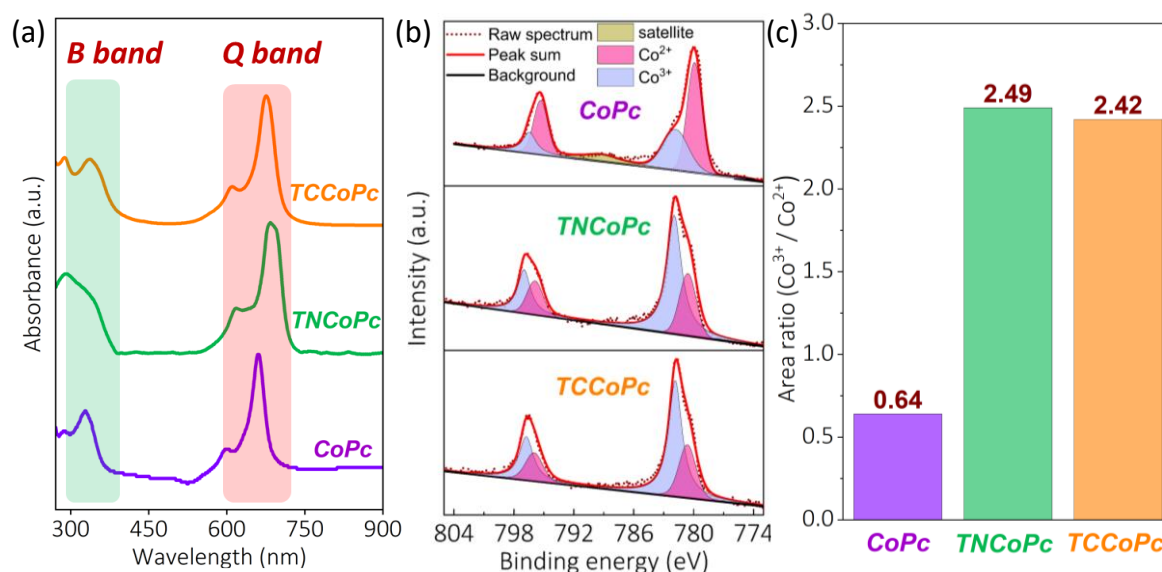 (a)
B band
Q band
TCCoPc
TNCoPc
CoPc
Absorbance (a.u.)
300 450 600 750 900
Wavelength (nm)
(b)
Raw spectrum
Peak sum
Background
satellite
Co²⁺
Co³⁺
CoPc
TNCoPc
TCCoPc
Intensity (a.u.)
804 798 792 786 780 774
Binding energy (eV)
(c)
3.0
2.5
2.0
1.5
1.0
0.5
0.0
Area ratio (Co³⁺ / Co²⁺)
0.64
2.49
2.42
CoPc TNCoPc TCCoPc